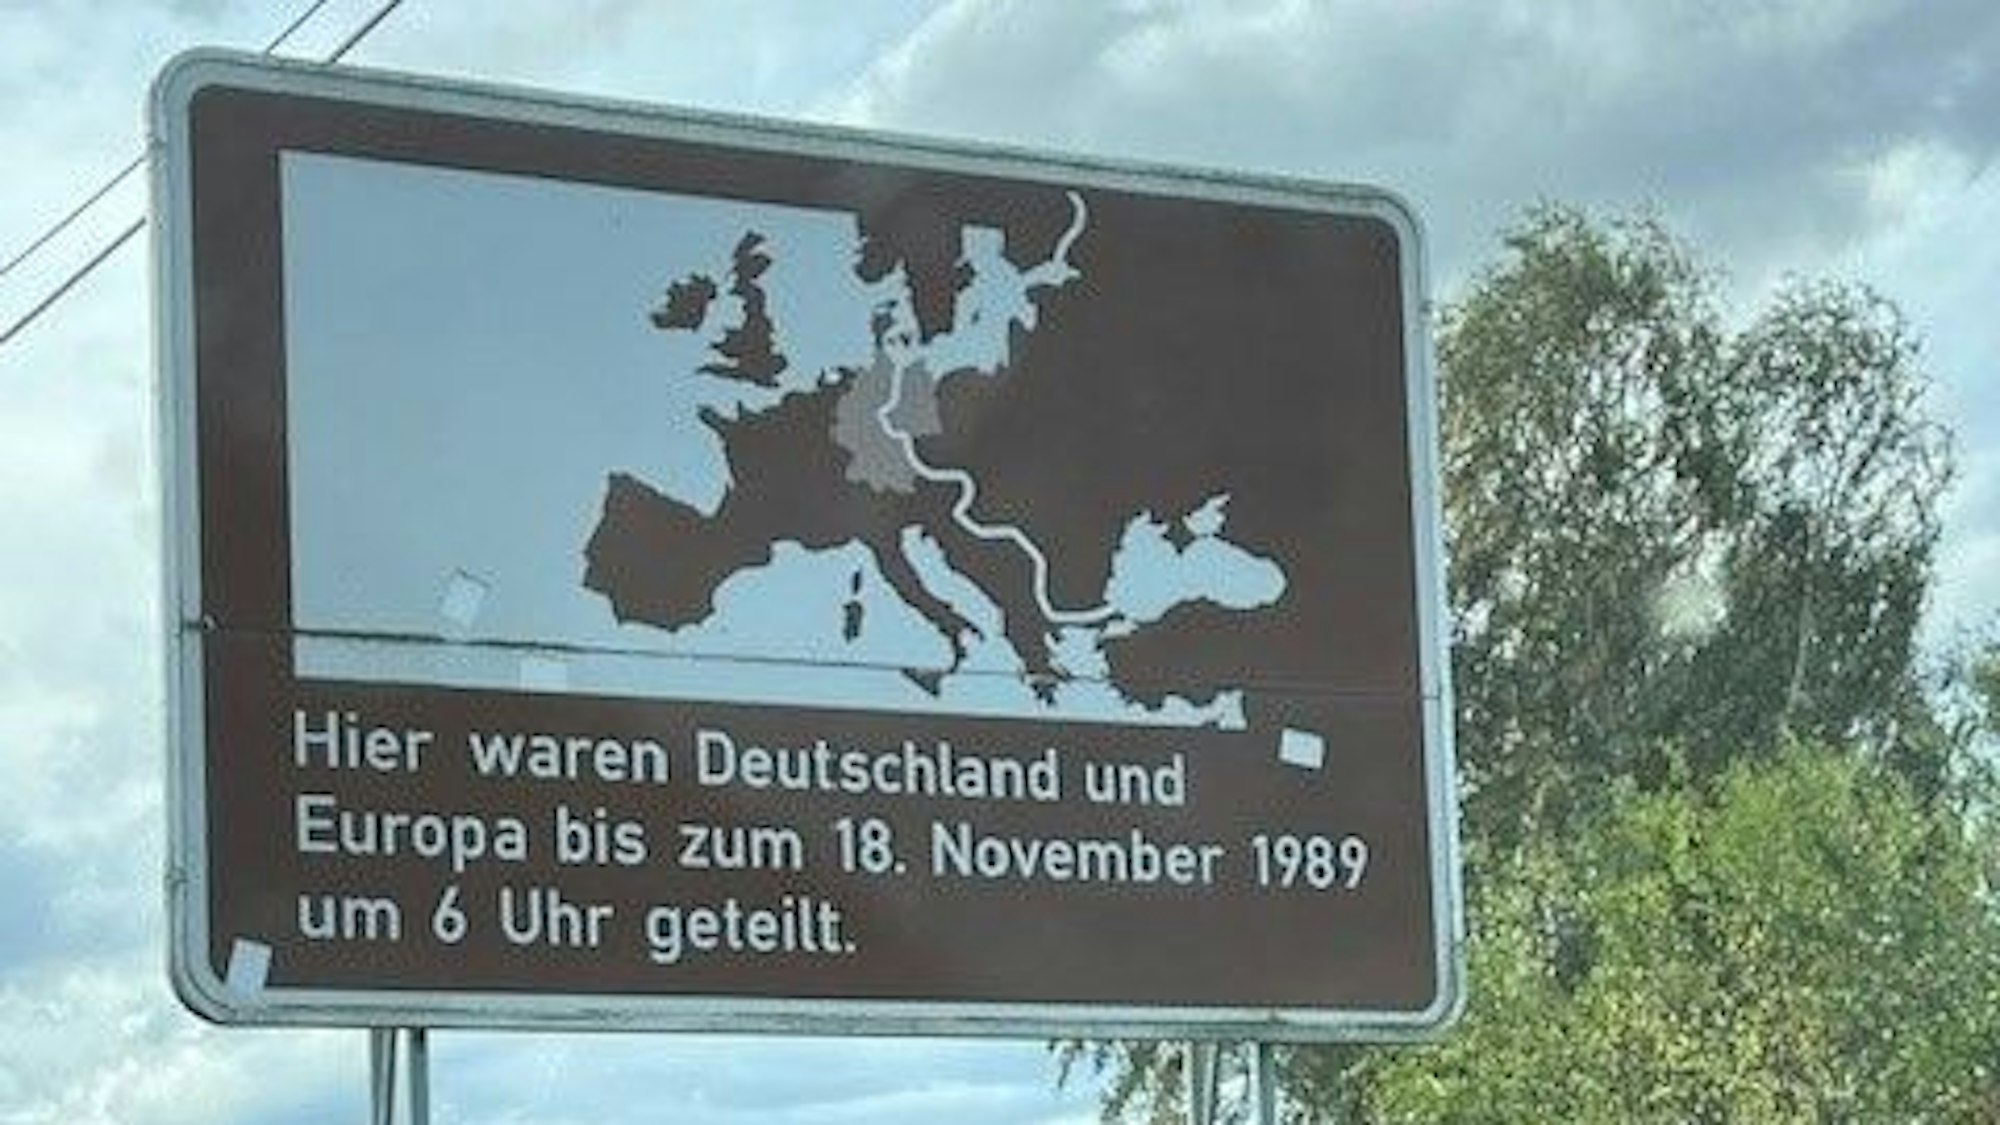 Hier waren Deutschland und
Europa bis zum 18. November 1989
um 6 Uhr geteilt.